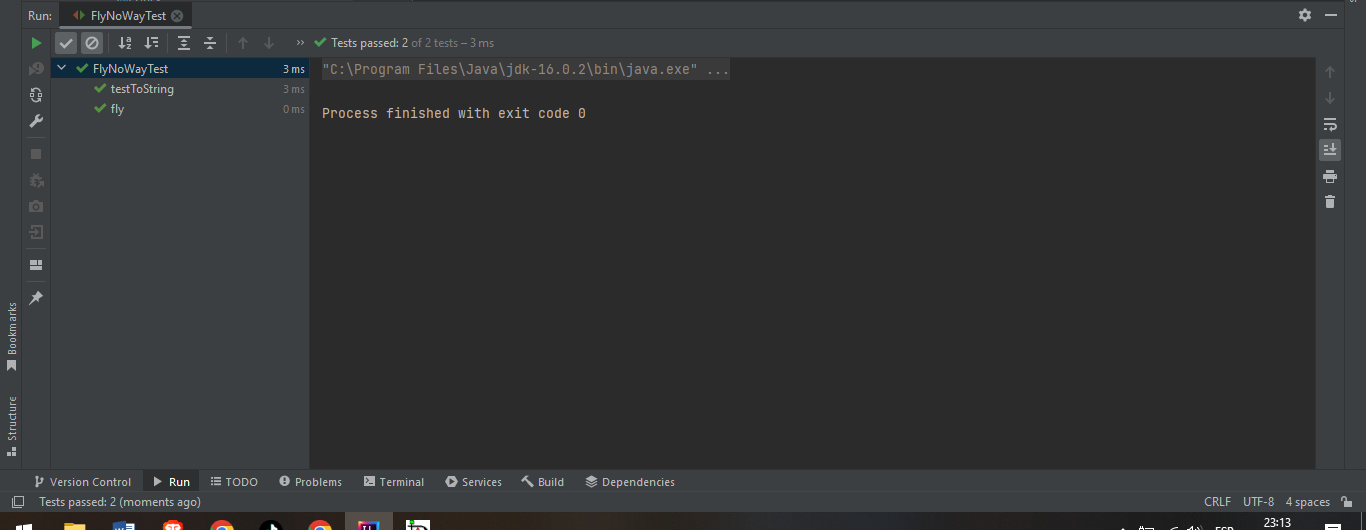 Run: FlyNoWayTest
Tests passed: 2 of 2 tests – 3 ms
FlyNoWayTest 3 ms
testToString 3 ms
fly 0 ms
"C:\Program Files\Java\jdk-16.0.2\bin\java.exe" ...
Process finished with exit code 0
Bookmarks
Structure
Version Control Run TODO Problems Terminal Services Build Dependencies
Tests passed: 2 (moments ago) CRLF UTF-8 4 spaces
23:13